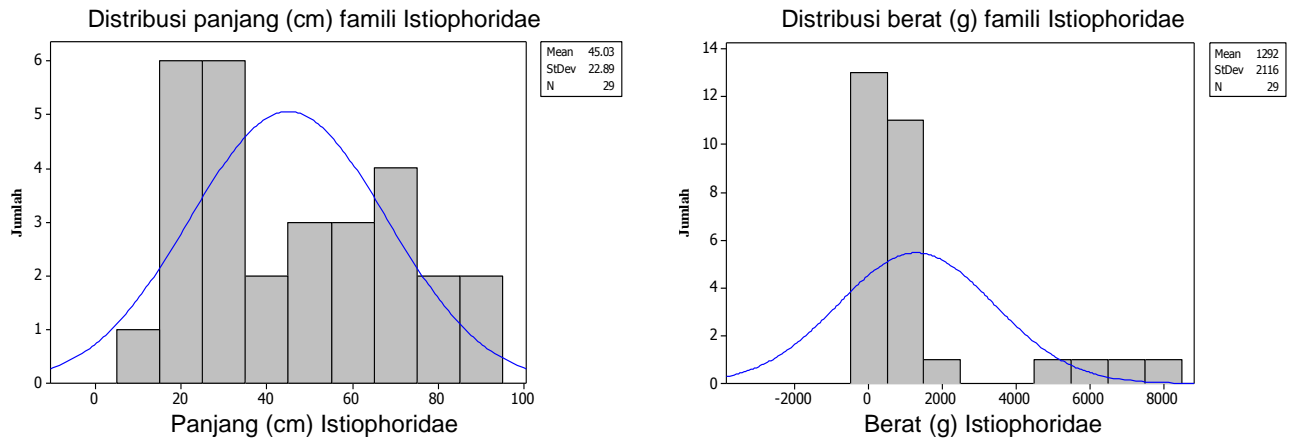 Distribusi panjang (cm) famili Istiophoridae
Mean 45.03
StDev 22.89
N 29
6
5
4
3
2
1
0
Jumlah
0 20 40 60 80 100
Panjang (cm) Istiophoridae
Distribusi berat (g) famili Istiophoridae
Mean 1292
StDev 2116
N 29
14
12
10
8
6
4
2
0
Jumlah
-2000 0 2000 4000 6000 8000
Berat (g) Istiophoridae